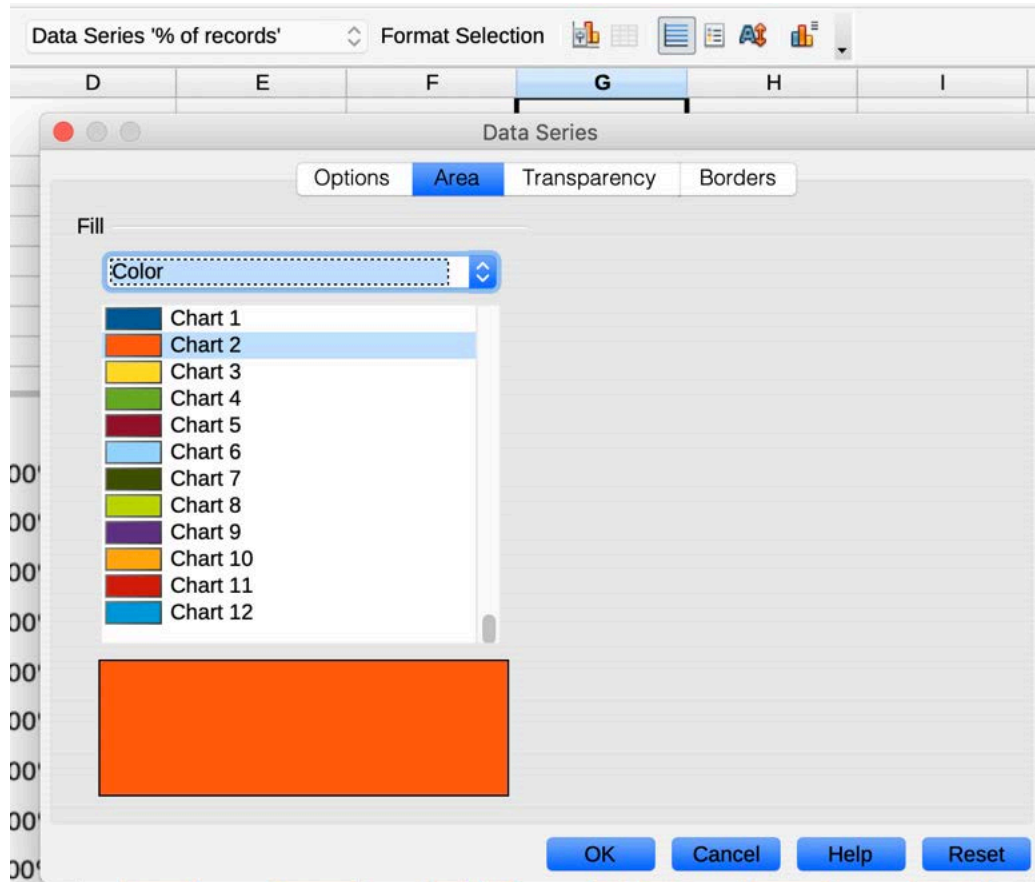 Data Series '% of records' Format Selection
D E F G H I
Data Series
Options Area Transparency Borders
Fill
Color
Chart 1
Chart 2
Chart 3
Chart 4
Chart 5
Chart 6
Chart 7
Chart 8
Chart 9
Chart 10
Chart 11
Chart 12
OK Cancel Help Reset